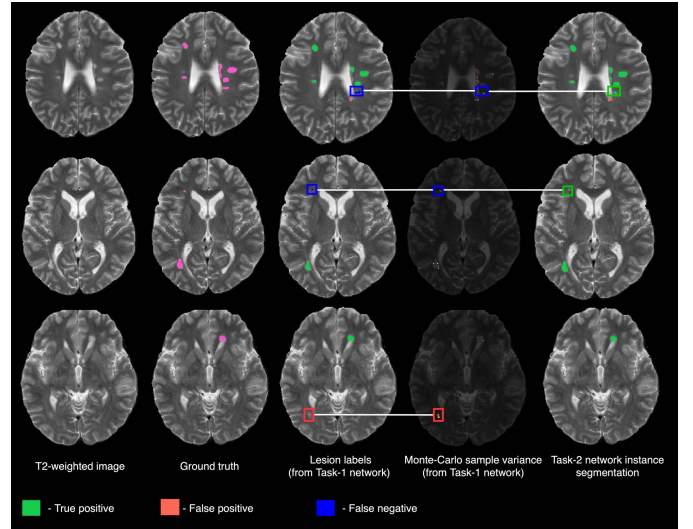 T2-weighted image
Ground truth
Lesion labels
(from Task-1 network)
Monte-Carlo sample variance
(from Task-1 network)
Task-2 network instance
segmentation
- True positive
- False positive
- False negative